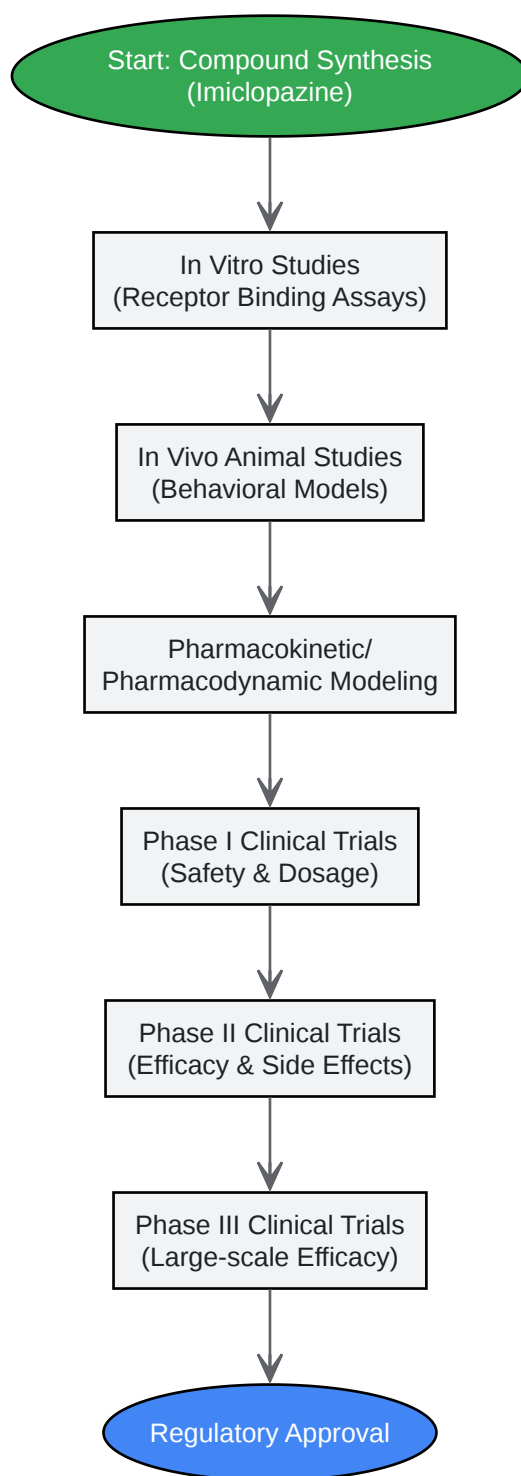 Start: Compound Synthesis
(Imiclopazine)
In Vitro Studies
(Receptor Binding Assays)
In Vivo Animal Studies
(Behavioral Models)
Pharmacokinetic/
Pharmacodynamic Modeling
Phase I Clinical Trials
(Safety & Dosage)
Phase II Clinical Trials
(Efficacy & Side Effects)
Phase III Clinical Trials
(Large-scale Efficacy)
Regulatory Approval